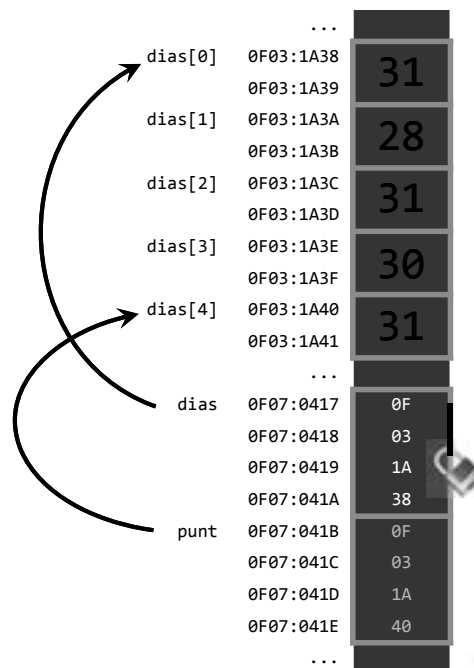 ...
dias[0] 0F03:1A38 31
0F03:1A39
dias[1] 0F03:1A3A 28
0F03:1A3B
dias[2] 0F03:1A3C 31
0F03:1A3D
dias[3] 0F03:1A3E 30
0F03:1A3F
dias[4] 0F03:1A40 31
0F03:1A41
...
dias 0F07:0417 0F
0F07:0418 03
0F07:0419 1A
0F07:041A 38
punt 0F07:041B 0F
0F07:041C 03
0F07:041D 1A
0F07:041E 40
...